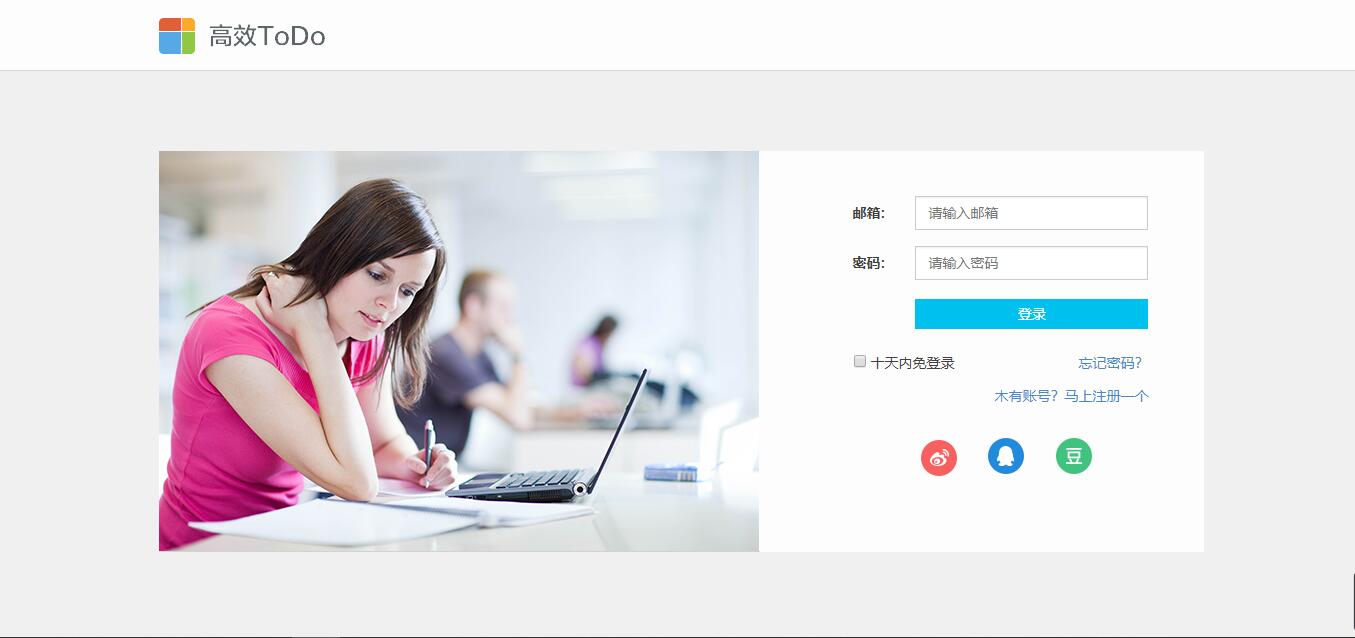 高效ToDo
邮箱: 请输入邮箱
密码: 请输入密码
登录
十天内免登录 忘记密码?
木有账号? 马上注册一个
豆